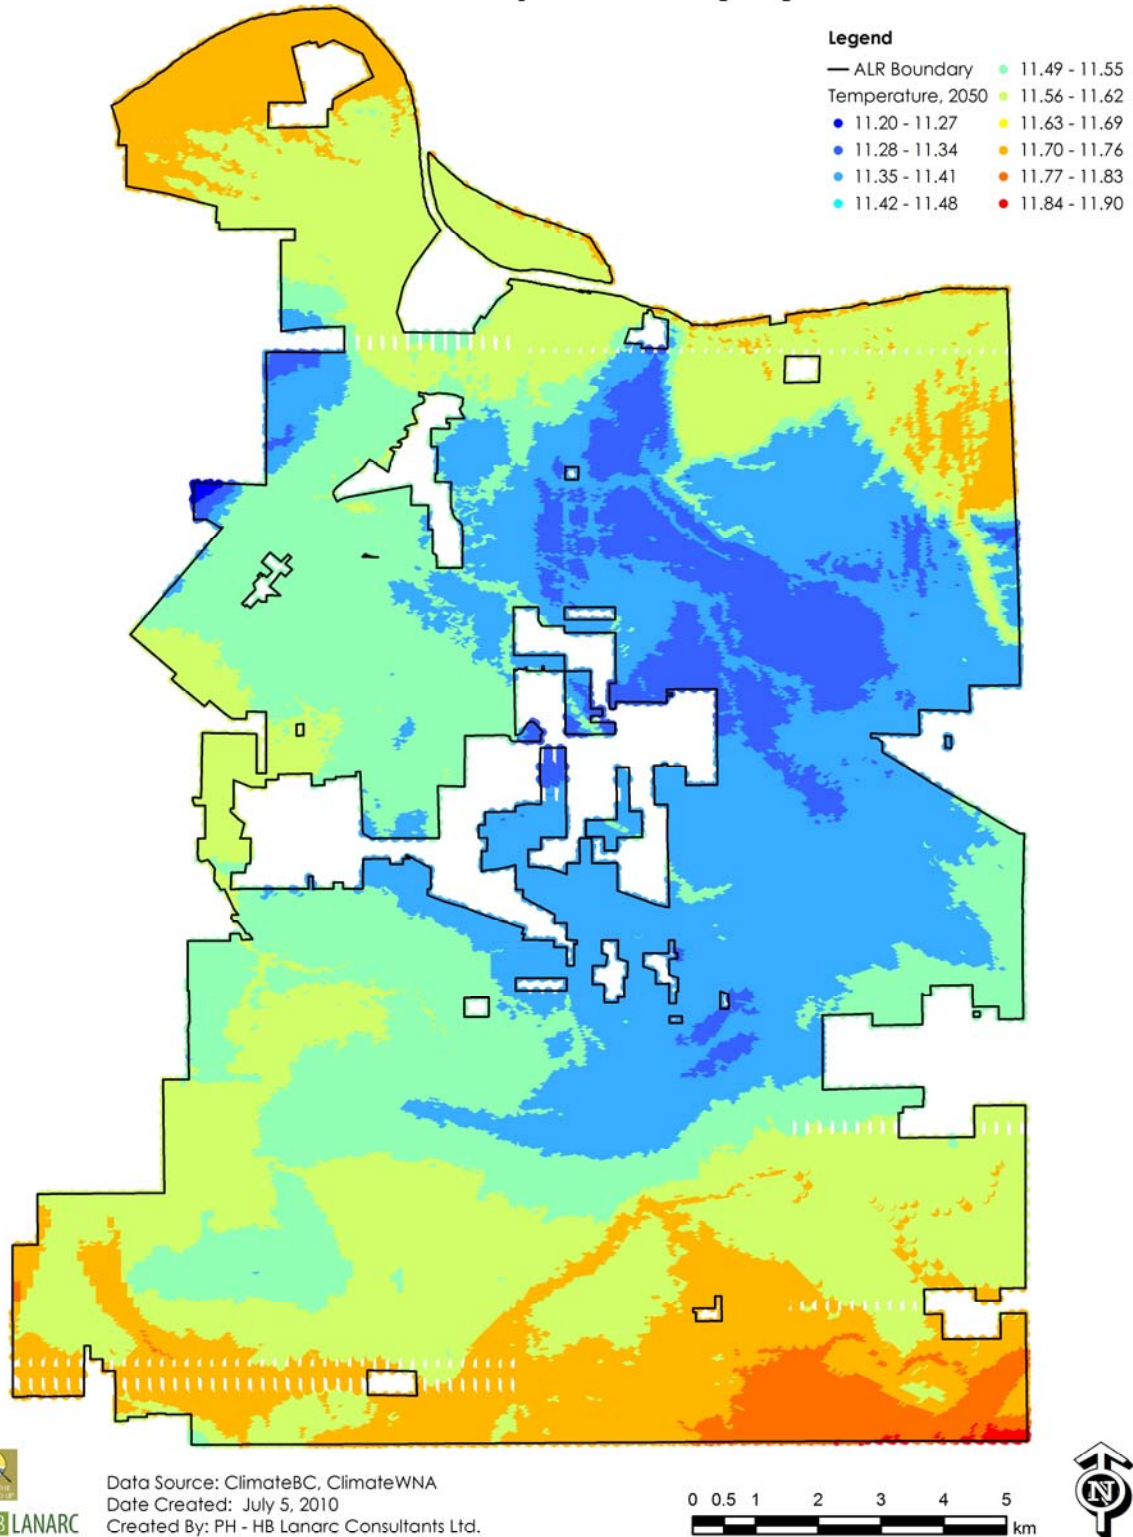 Legend
ALR Boundary
Temperature, 2050
11.20 - 11.27
11.28 - 11.34
11.35 - 11.41
11.42 - 11.48
11.49 - 11.55
11.56 - 11.62
11.63 - 11.69
11.70 - 11.76
11.77 - 11.83
11.84 - 11.90
Data Source: ClimateBC, ClimateWNA
Date Created: July 5, 2010
LANARC
Created By: PH - HB Lanarc Consultants Ltd.
0 0.5 1 2 3 4 5
km
N